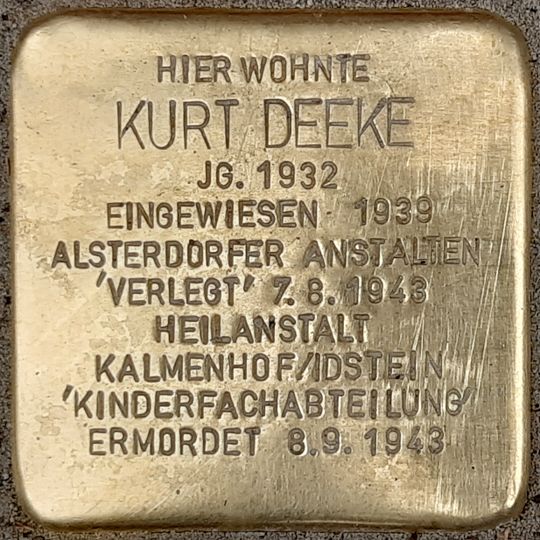 HIER WOHNTE
KURT DEEKE
JG. 1932
EINGEWIESEN 1939
ALSTERDORFER ANSTALTEN
'VERLEGT' 7.8.1943
HEILANSTALT
KALMENHOF/IDSTEIN
'KINDERFACHABTEILUNG'
ERMORDET 8.9.1943